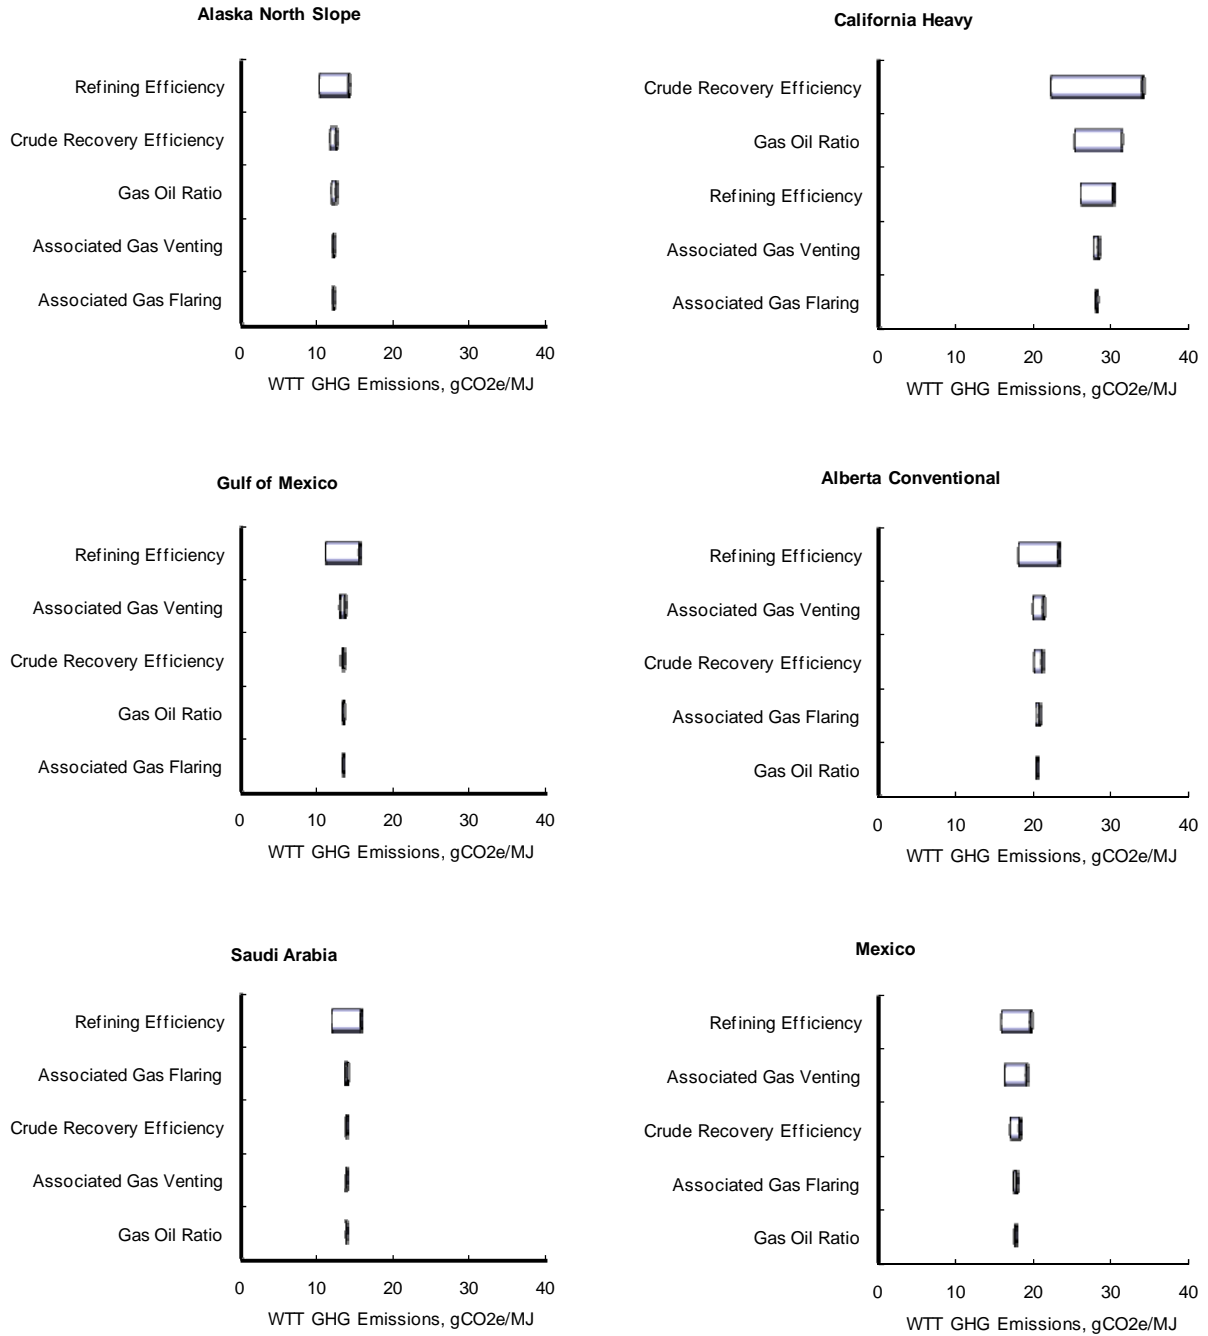 Alaska North Slope
Refining Efficiency
Crude Recovery Efficiency
Gas Oil Ratio
Associated Gas Venting
Associated Gas Flaring
0 10 20 30 40
WTT GHG Emissions, gCO2e/MJ
California Heavy
Crude Recovery Efficiency
Gas Oil Ratio
Refining Efficiency
Associated Gas Venting
Associated Gas Flaring
0 10 20 30 40
WTT GHG Emissions, gCO2e/MJ
Gulf of Mexico
Refining Efficiency
Associated Gas Venting
Crude Recovery Efficiency
Gas Oil Ratio
Associated Gas Flaring
0 10 20 30 40
WTT GHG Emissions, gCO2e/MJ
Alberta Conventional
Refining Efficiency
Associated Gas Venting
Crude Recovery Efficiency
Associated Gas Flaring
Gas Oil Ratio
0 10 20 30 40
WTT GHG Emissions, gCO2e/MJ
Saudi Arabia
Refining Efficiency
Associated Gas Flaring
Crude Recovery Efficiency
Associated Gas Venting
Gas Oil Ratio
0 10 20 30 40
WTT GHG Emissions, gCO2e/MJ
Mexico
Refining Efficiency
Associated Gas Venting
Crude Recovery Efficiency
Associated Gas Flaring
Gas Oil Ratio
0 10 20 30 40
WTT GHG Emissions, gCO2e/MJ